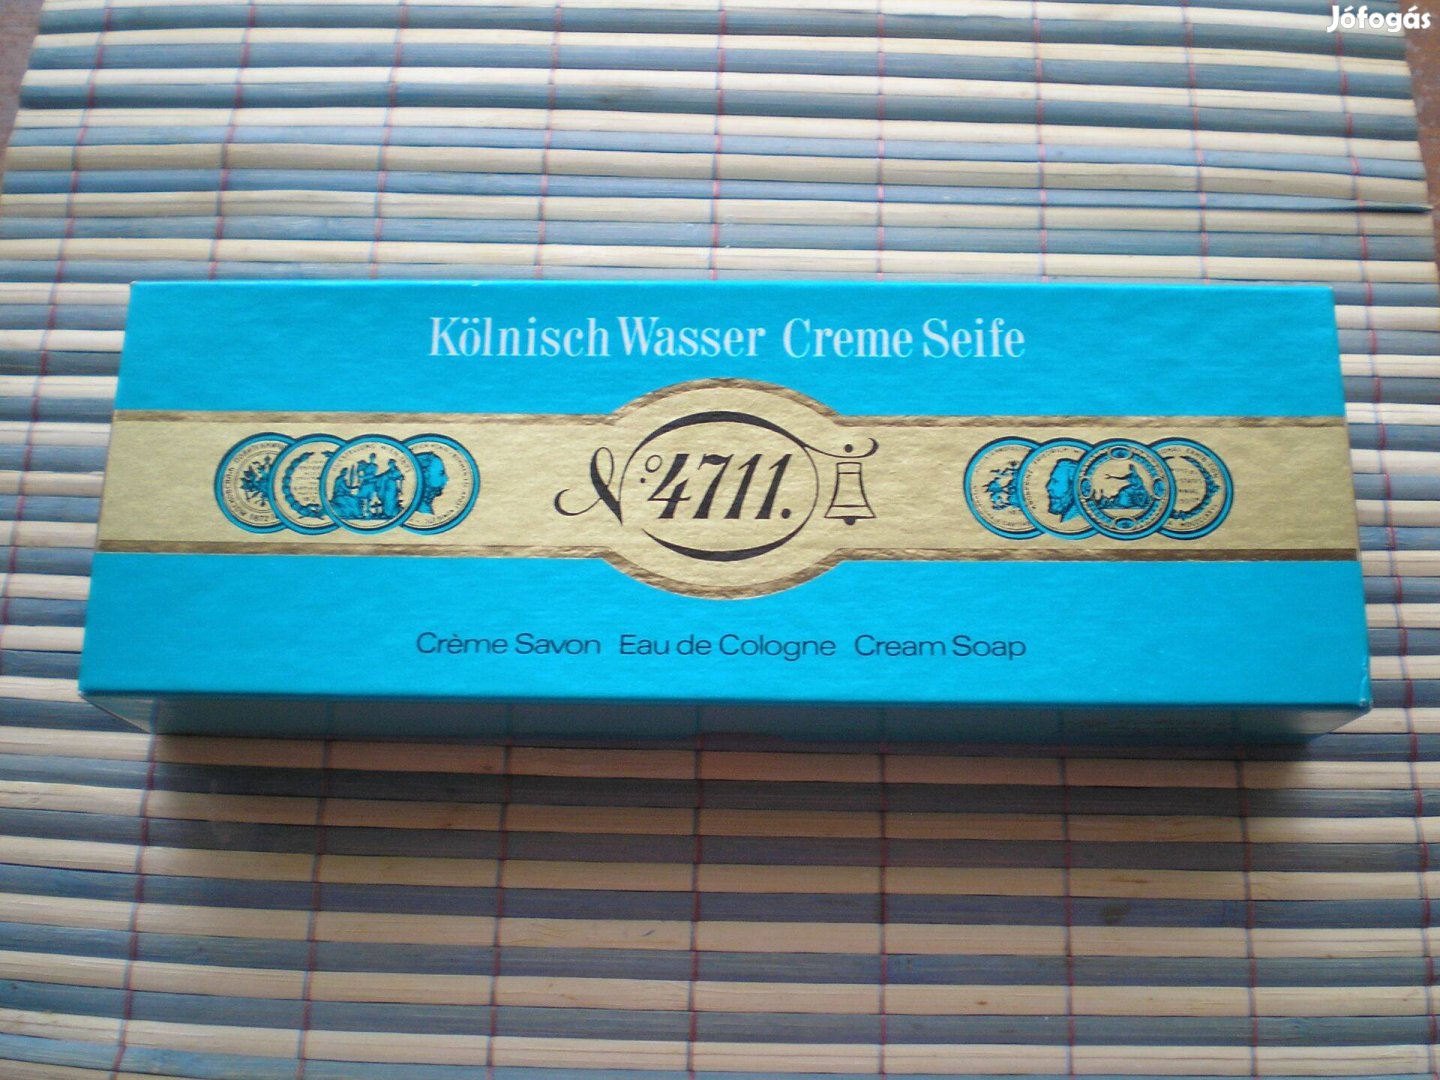 Jófogás
Kölnisch Wasser Creme Seife
№ 4711.
Crème Savon Eau de Cologne Cream Soap